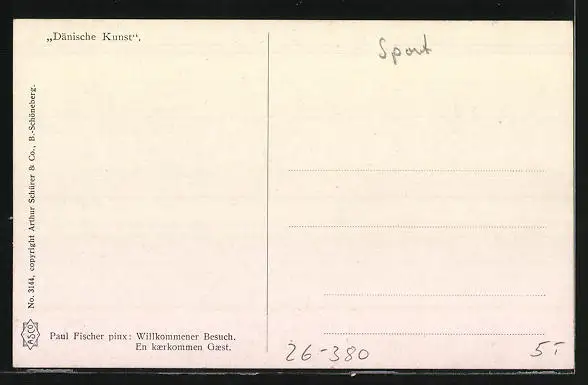 „Dänische Kunst“.
Sport
No. 3144, copyright Arthur Schürer & Co., B.-Schöneberg.
ASCO
Paul Fischer pinx: Willkommener Besuch.
En kærkommen Gæst.
26-380
5,-